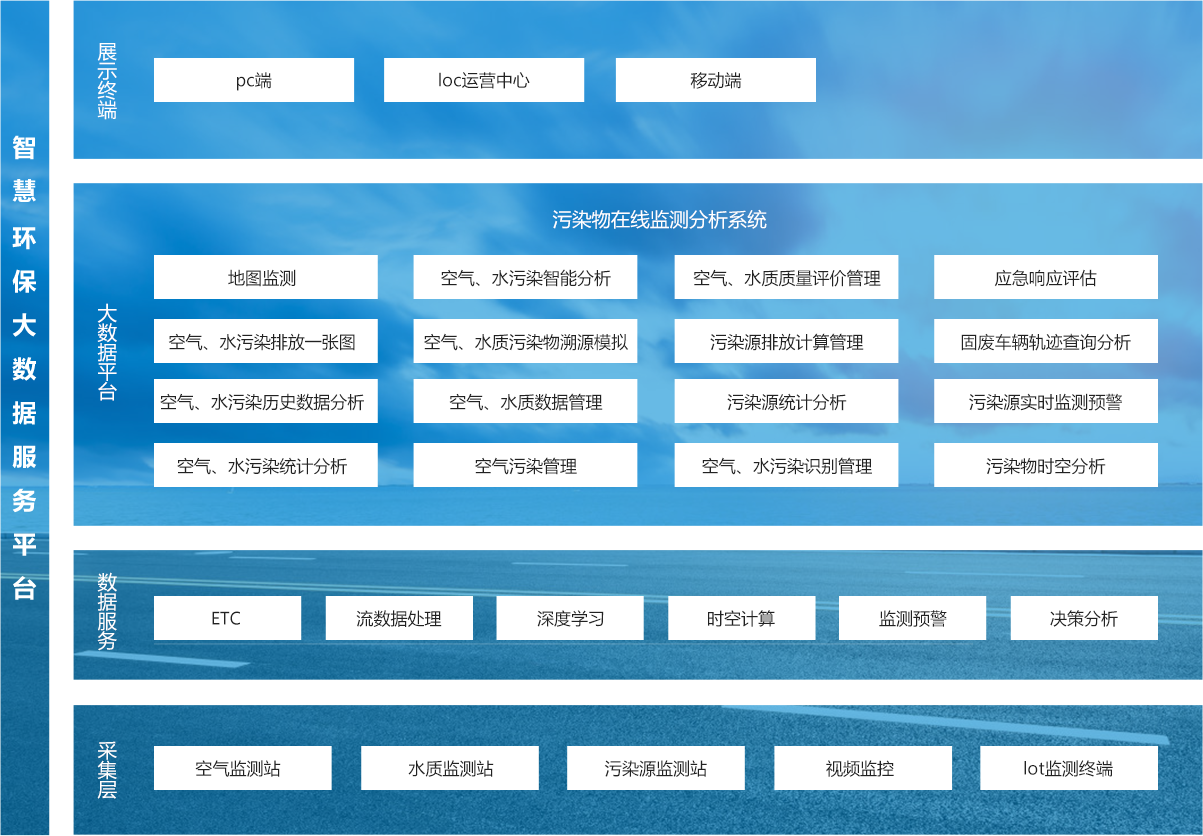 智慧环保大数据服务平台
展示终端
pc端
loc运营中心
移动端
大数据平台
污染物在线监测分析系统
地图监测
空气、水污染智能分析
空气、水质质量评价管理
应急响应评估
空气、水污染排放一张图
空气、水质污染物溯源模拟
污染源排放计算管理
固废车辆轨迹查询分析
空气、水污染历史数据分析
空气、水质数据管理
污染源统计分析
污染源实时监测预警
空气、水污染统计分析
空气污染管理
空气、水污染识别管理
污染物时空分析
数据服务
ETC
流数据处理
深度学习
时空计算
监测预警
决策分析
采集层
空气监测站
水质监测站
污染源监测站
视频监控
lot监测终端